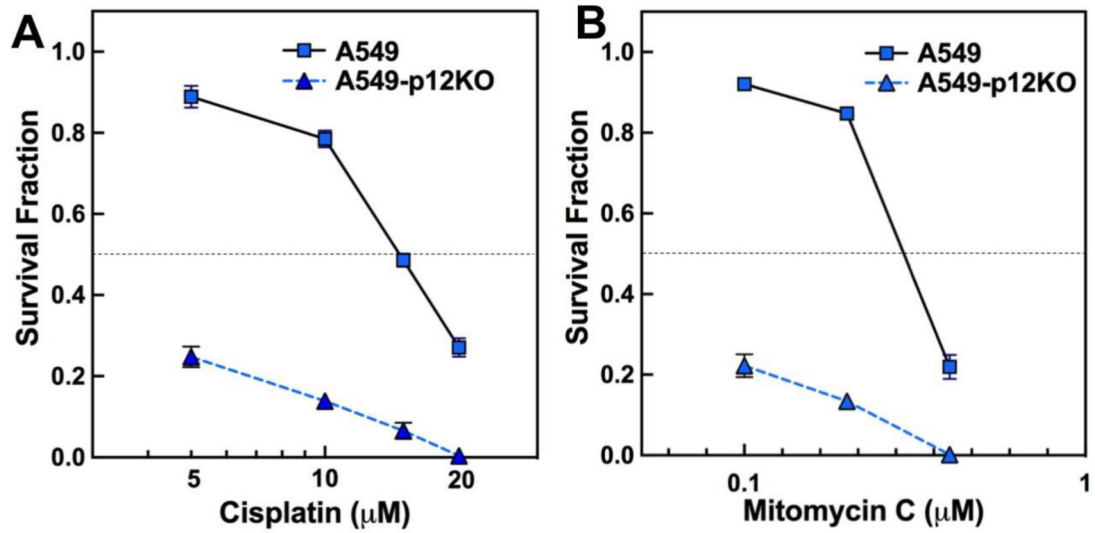 A
A549
A549-p12KO
1.0
0.8
0.6
0.4
0.2
0.0
Survival Fraction
5
10
20
Cisplatin (μM)
B
A549
A549-p12KO
1.0
0.8
0.6
0.4
0.2
0.0
Survival Fraction
0.1
1
Mitomycin C (μM)